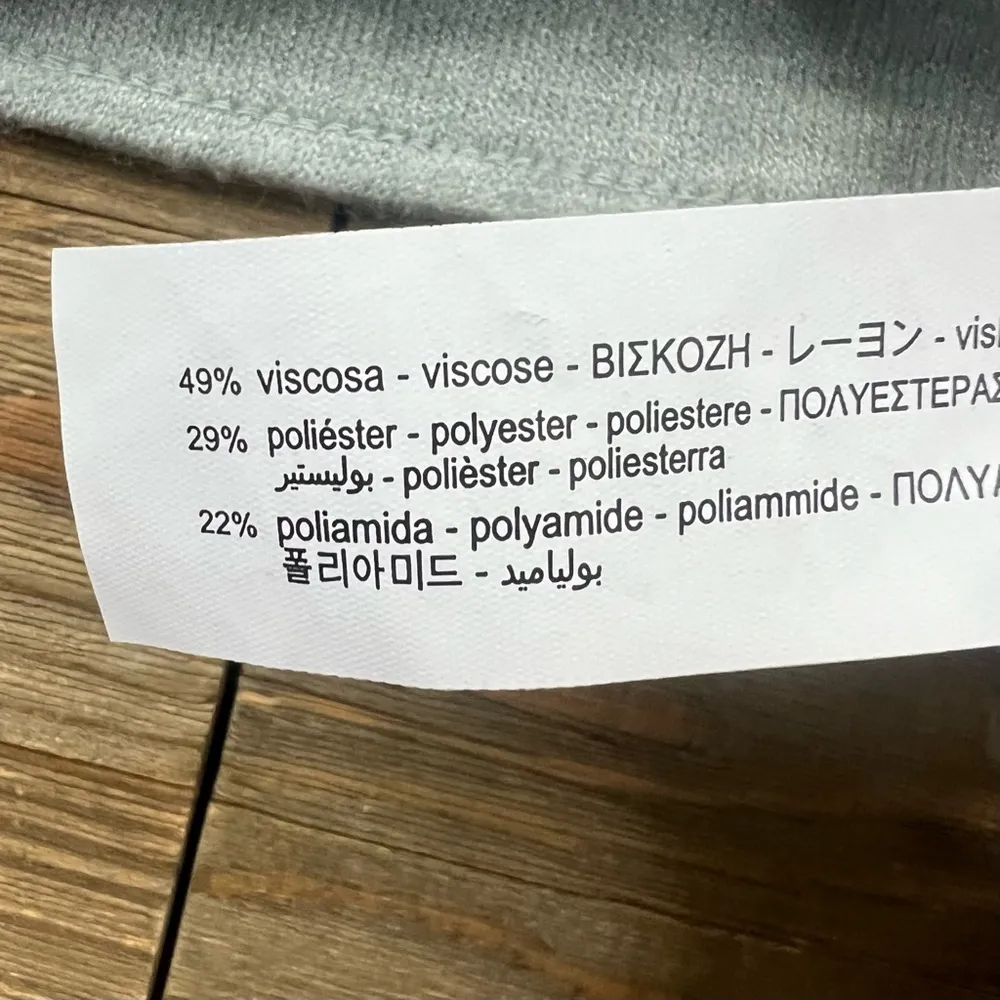 49% viscosa - viscose - ΒΙΣΚΟΖΗ - レーヨン -
29% poliéster - polyester - poliestere - ΠΟΛΥΕΣΤΕΡΑΣ
بوليستير - polièster - poliesterra
22% poliamida - polyamide - poliammide -
폴리아미드 - بولياميد